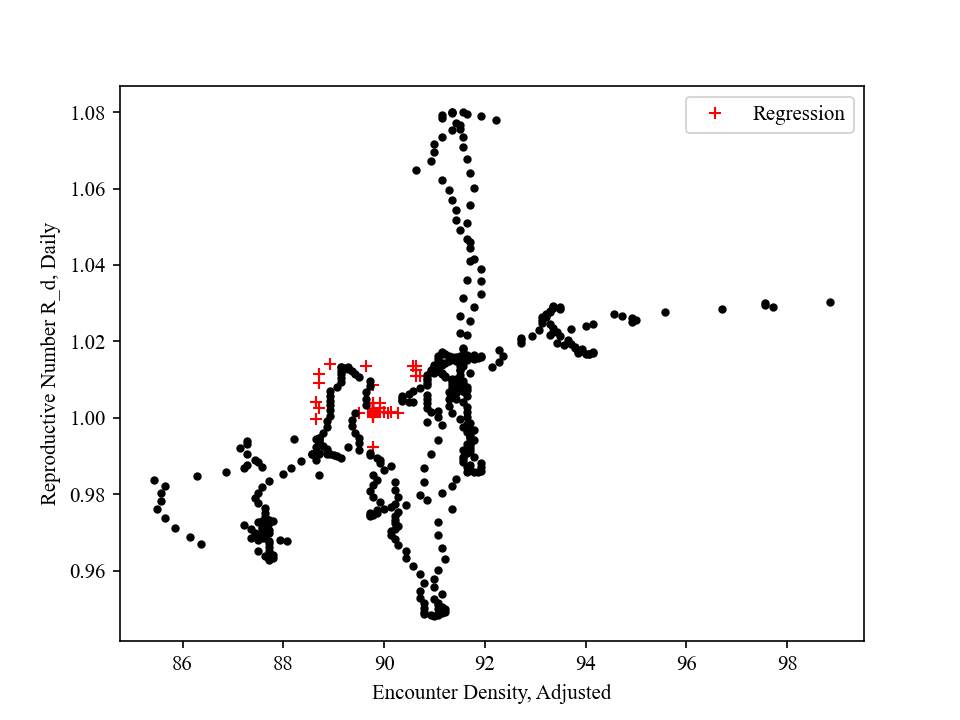 Regression
1.08
1.06
1.04
1.02
1.00
0.98
0.96
Reproductive Number R_d, Daily
86 88 90 92 94 96 98
Encounter Density, Adjusted